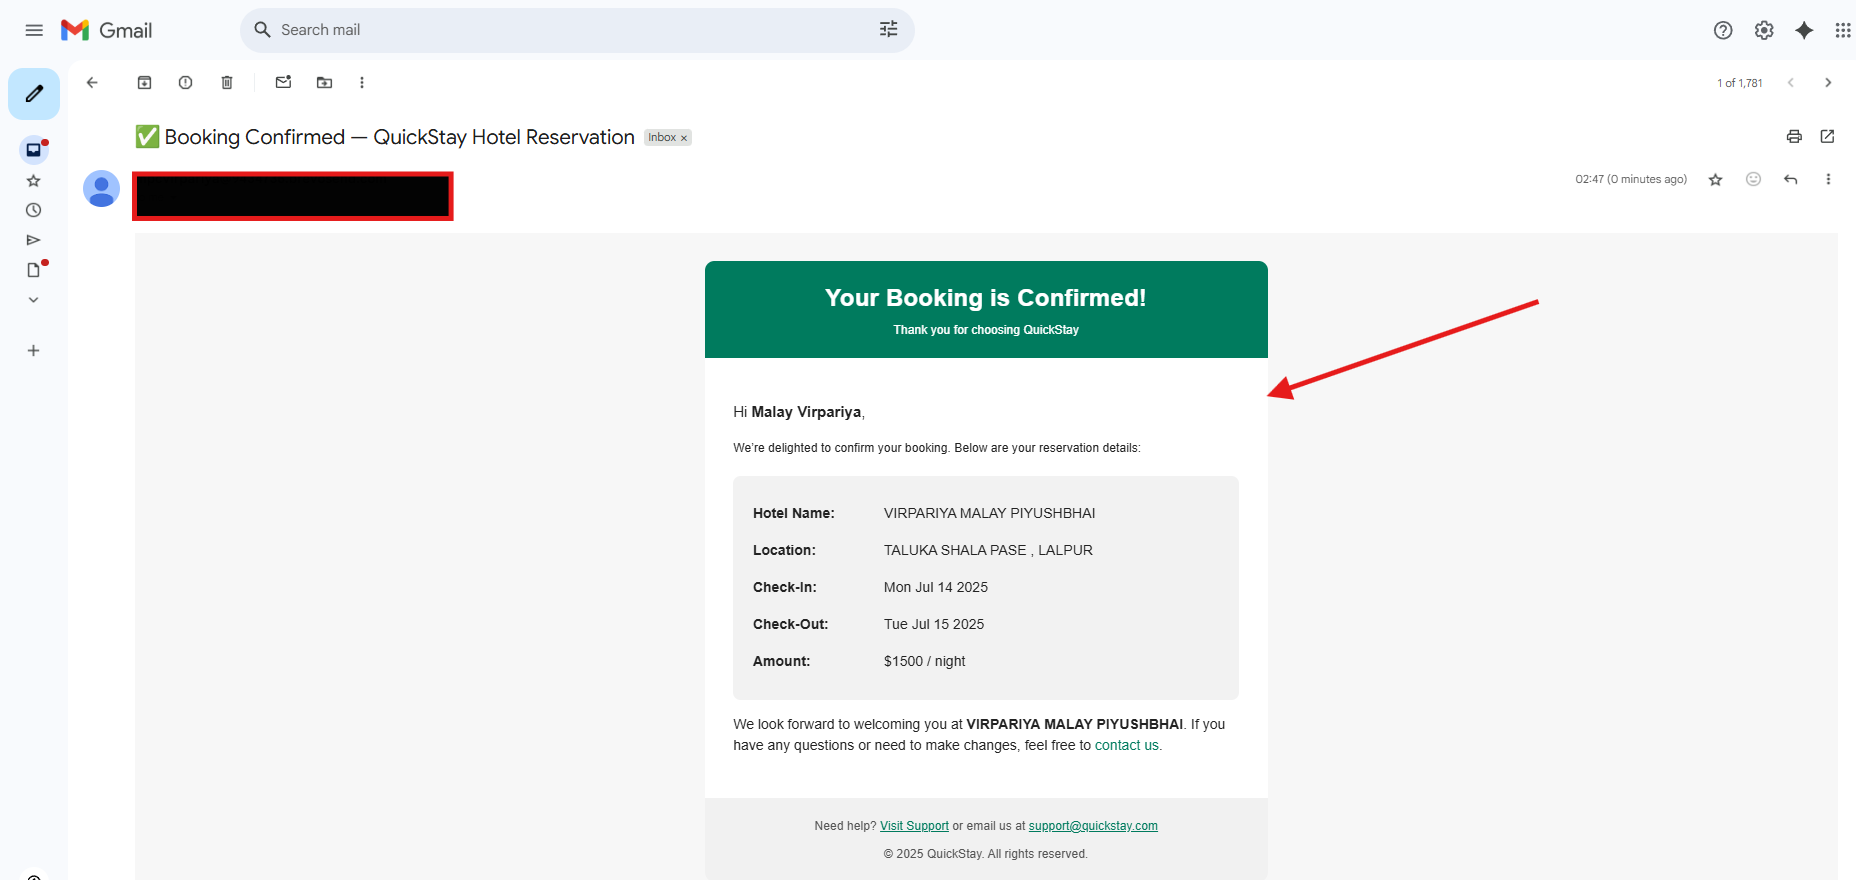 Gmail
Search mail
1 of 1,781
✅ Booking Confirmed — QuickStay Hotel Reservation Inbox ×
02:47 (0 minutes ago)
Your Booking is Confirmed!
Thank you for choosing QuickStay
Hi Malay Virpariya,
We're delighted to confirm your booking. Below are your reservation details:
Hotel Name: VIRPARIYA MALAY PIYUSHBHAI
Location: TALUKA SHALA PASE , LALPUR
Check-In: Mon Jul 14 2025
Check-Out: Tue Jul 15 2025
Amount: $1500 / night
We look forward to welcoming you at VIRPARIYA MALAY PIYUSHBHAI. If you
have any questions or need to make changes, feel free to contact us.
Need help? Visit Support or email us at support@quickstay.com
© 2025 QuickStay. All rights reserved.